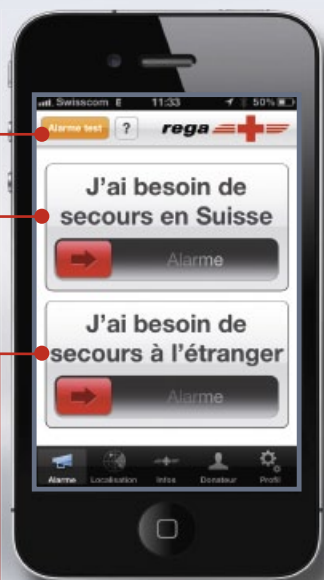 Swisscom E 11:33 50%
Alarme test ? rega
J'ai besoin de
secours en Suisse
Alarme
J'ai besoin de
secours à l'étranger
Alarme
Alarme Localisation Infos Donateur Profil